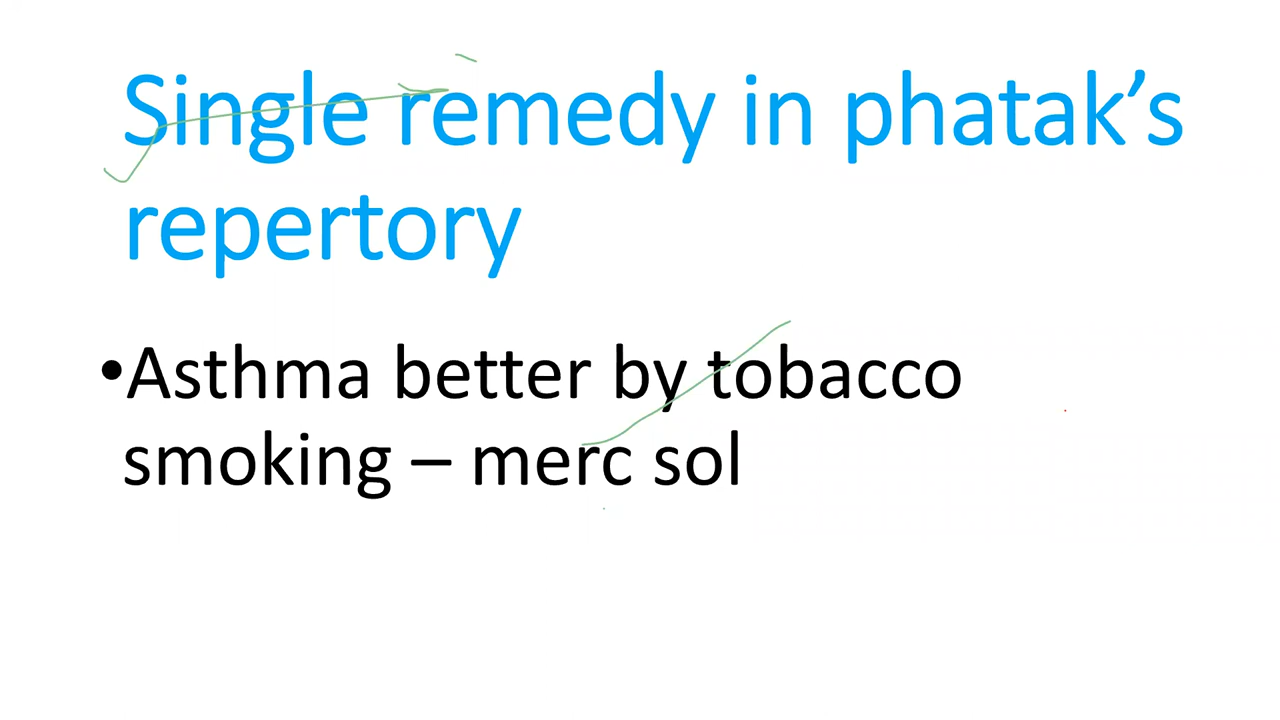 Single remedy in phatak’s
repertory
•Asthma better by tobacco
smoking – merc sol